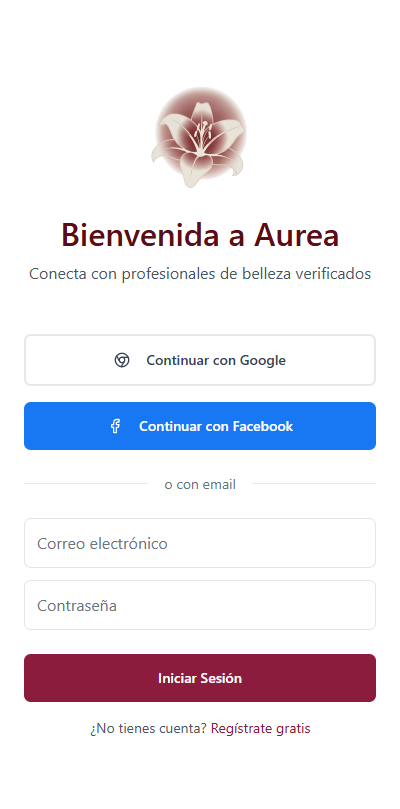 Bienvenida a Aurea
Conecta con profesionales de belleza verificados
Continuar con Google
Continuar con Facebook
o con email
Correo electrónico
Contraseña
Iniciar Sesión
¿No tienes cuenta? Regístrate gratis